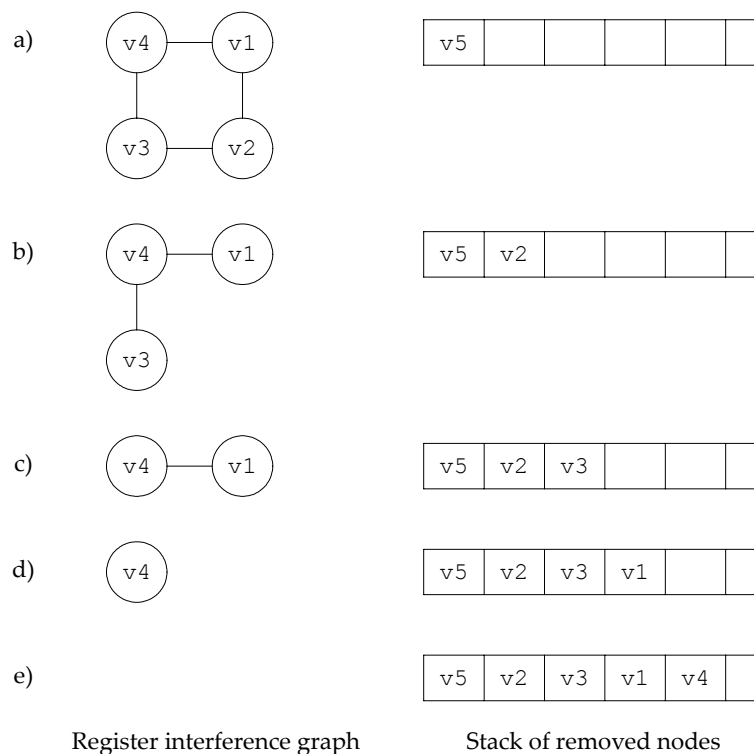 a) v4 v1 v5
v3 v2
b) v4 v1 v5 v2
v3
c) v4 v1 v5 v2 v3
d) v4 v5 v2 v3 v1
e) v5 v2 v3 v1 v4
Register interference graph Stack of removed nodes